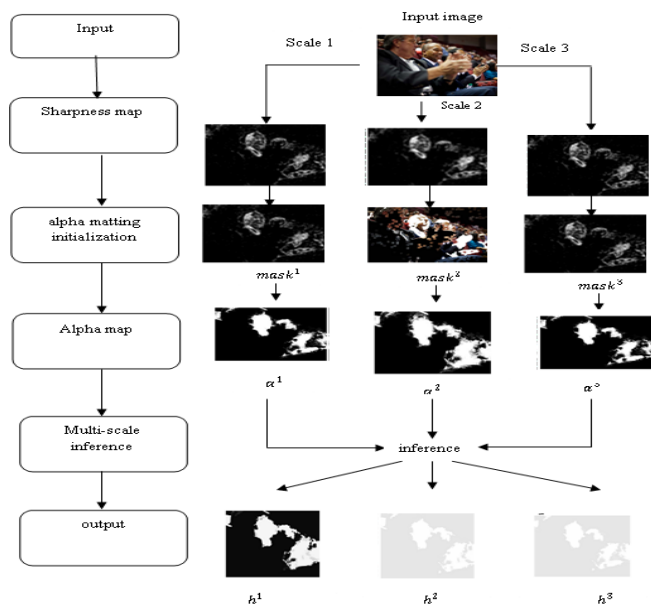 Input
Sharpness map
alpha matting
initialization
Alpha map
Multi-scale
inference
output
Input image
Scale 1
Scale 3
Scale 2
mask¹
mask²
mask³
α¹
α²
α³
inference
h¹
h²
h³